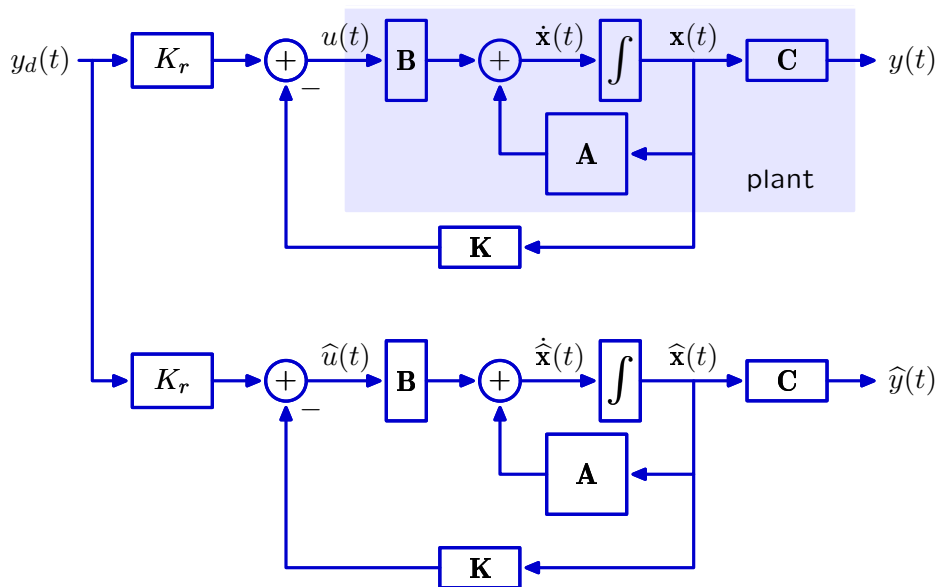 y_d(t) K_r + − u(t) B + ẋ(t) ∫ x(t) C y(t)
A
plant
K
K_r + − û(t) B + x̂̇(t) ∫ x̂(t) C ŷ(t)
A
K